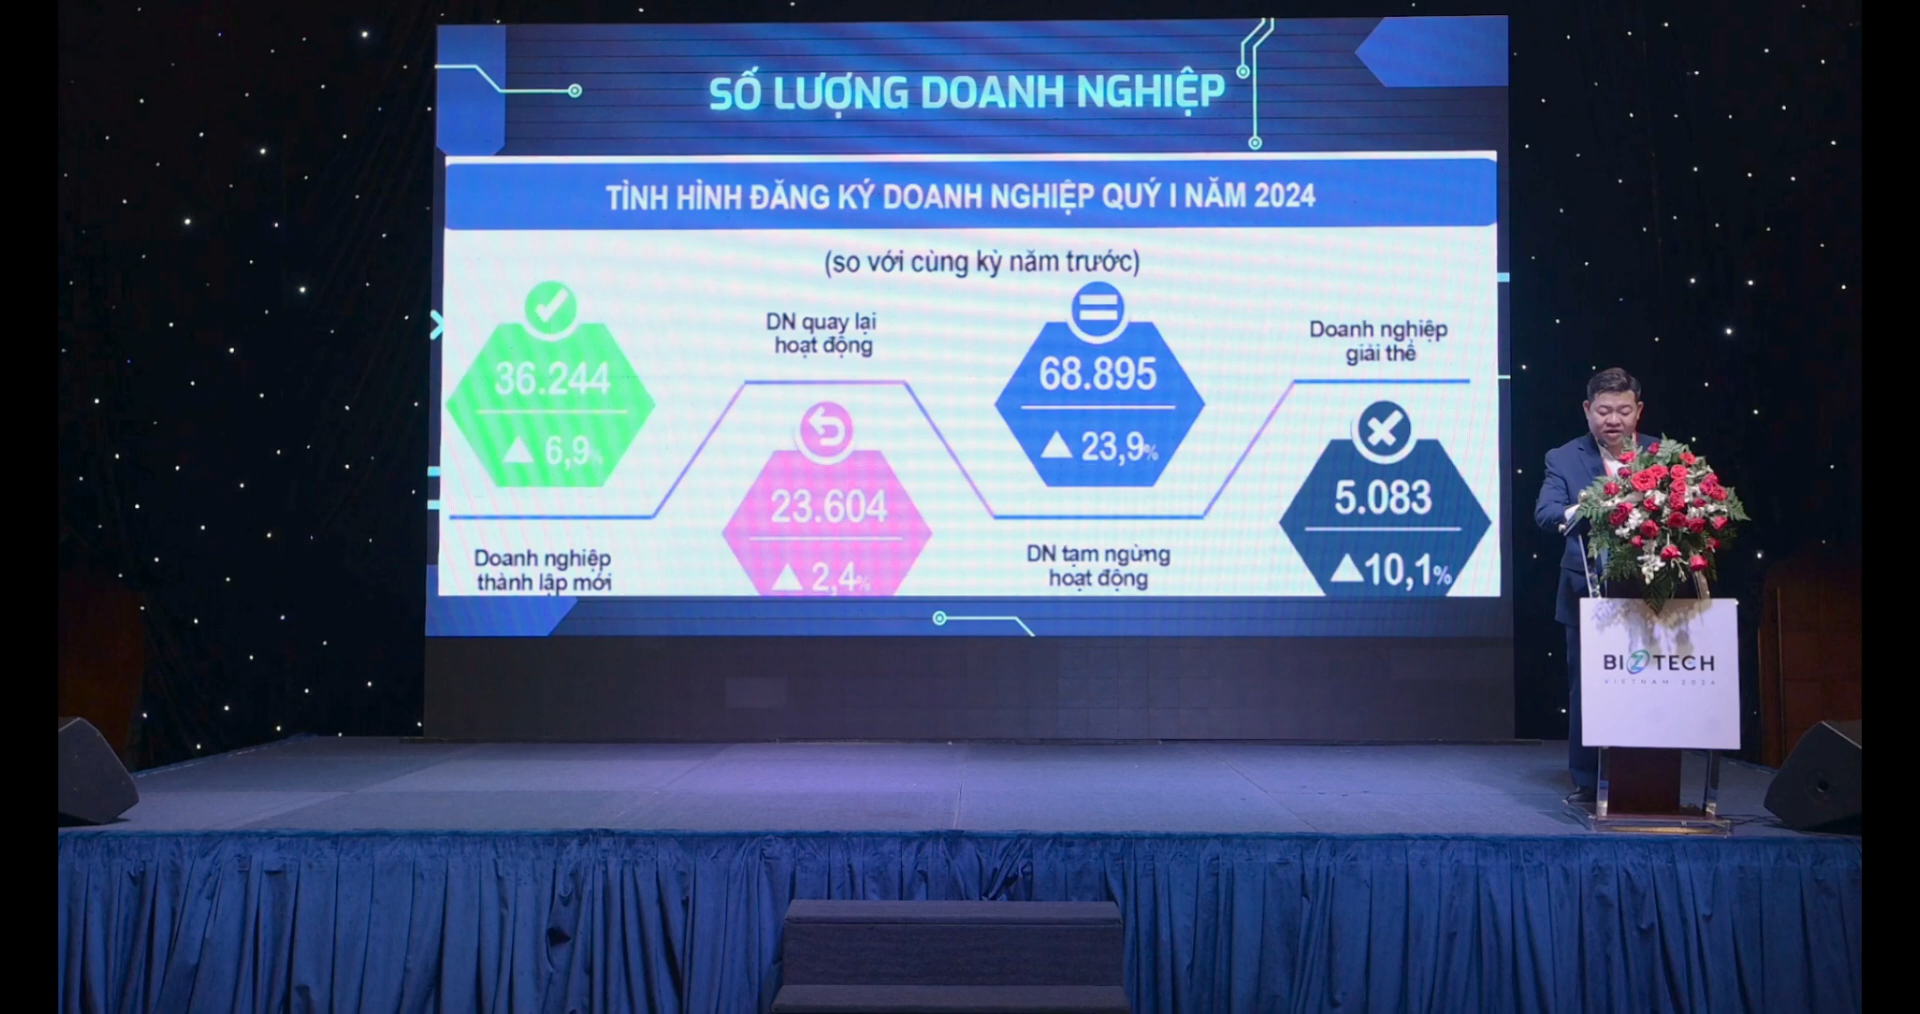 SỐ LƯỢNG DOANH NGHIỆP
TÌNH HÌNH ĐĂNG KÝ DOANH NGHIỆP QUÝ I NĂM 2024
(so với cùng kỳ năm trước)
36.244
▲ 6,9%
Doanh nghiệp
thành lập mới
DN quay lại
hoạt động
23.604
▲ 2,4%
68.895
▲ 23,9%
DN tạm ngừng
hoạt động
Doanh nghiệp
giải thể
5.083
▲10,1%
BIZTECH
VIETNAM 2024